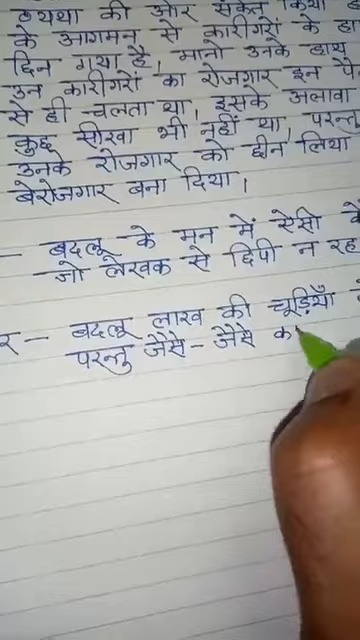 व्यथा की और संकेत किया
के आगमन से कारीगरों के हा
छिन गया है, मानो उनके हाथ
उन कारीगरों का रोजगार इन पै
से ही चलता था, इसके अलावा
कुछ सीखा भी नहीं था, परन्तु
उनके रोजगार को छीन लिया
बेरोजगार बना दिया।
— बदलू के मन में ऐसी
जो लेखक से छिपी न रह
र — बदलू लाख की चूड़ियाँ
परन्तु जैसे - जैसे क